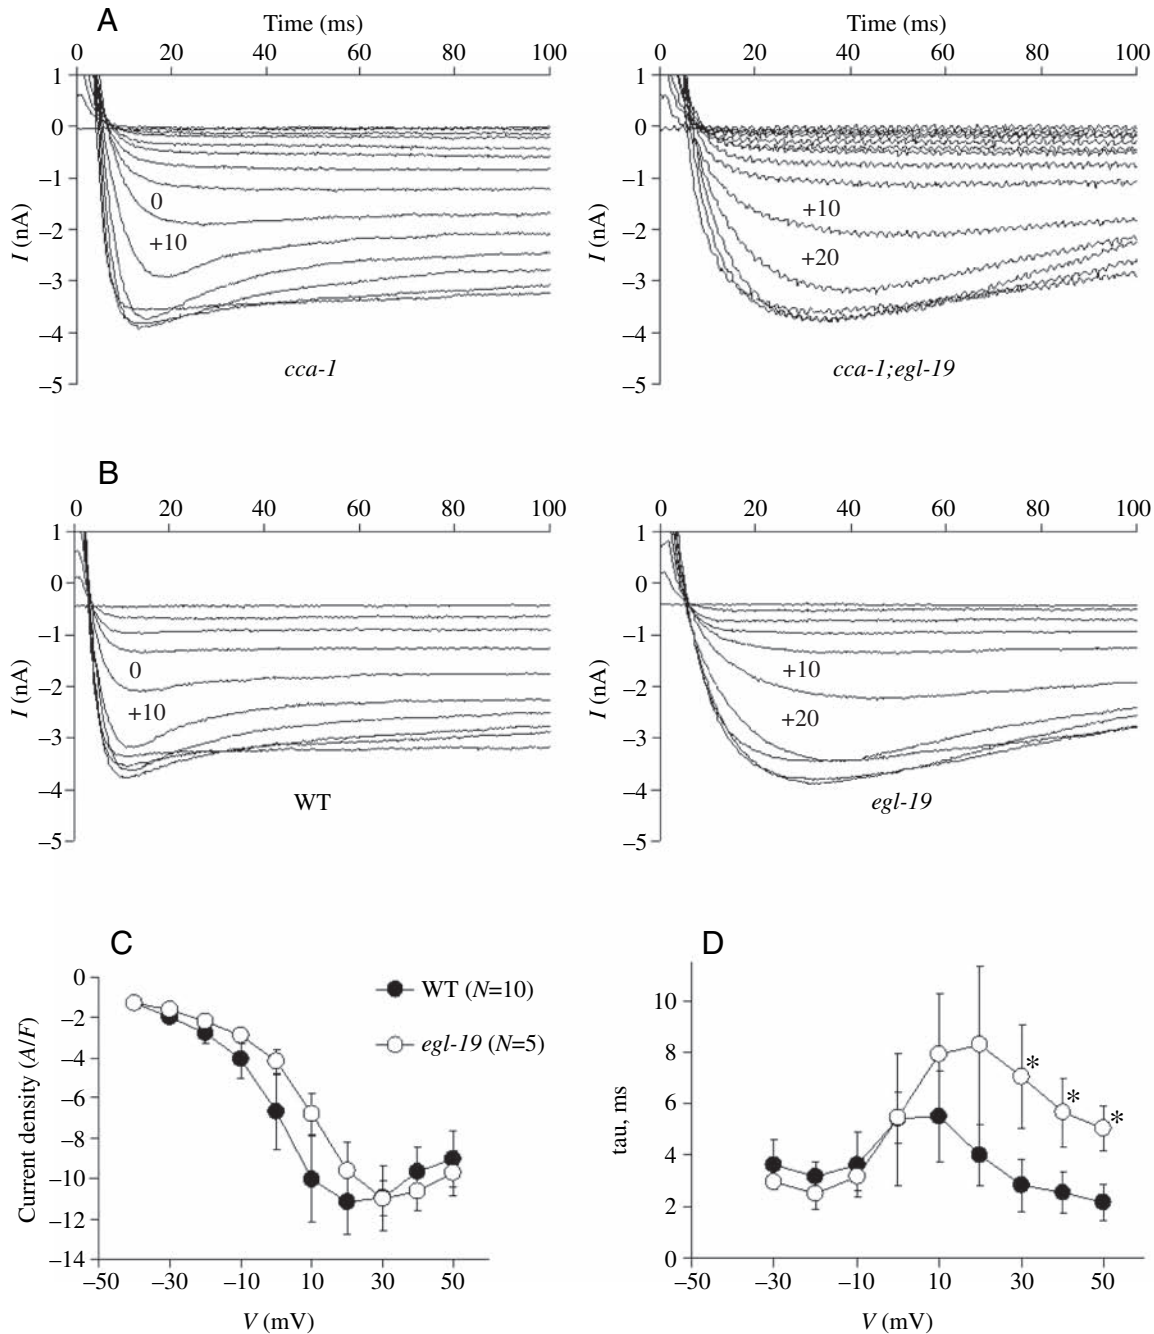 A
Time (ms)
0 20 40 60 80 100
1
0
–1
–2
–3
–4
–5
I (nA)
0
+10
cca-1
Time (ms)
0 20 40 60 80 100
1
0
–1
–2
–3
–4
–5
I (nA)
+10
+20
cca-1;egl-19
B
0 20 40 60 80 100
1
0
–1
–2
–3
–4
–5
I (nA)
0
+10
WT
0 20 40 60 80 100
1
0
–1
–2
–3
–4
–5
I (nA)
+10
+20
egl-19
C
0
–2
–4
–6
–8
–10
–12
–14
Current density (A/F)
WT (N=10)
egl-19 (N=5)
–50 –30 –10 10 30 50
V (mV)
D
10
8
6
4
2
0
tau, ms
*
*
*
–50 –30 –10 10 30 50
V (mV)